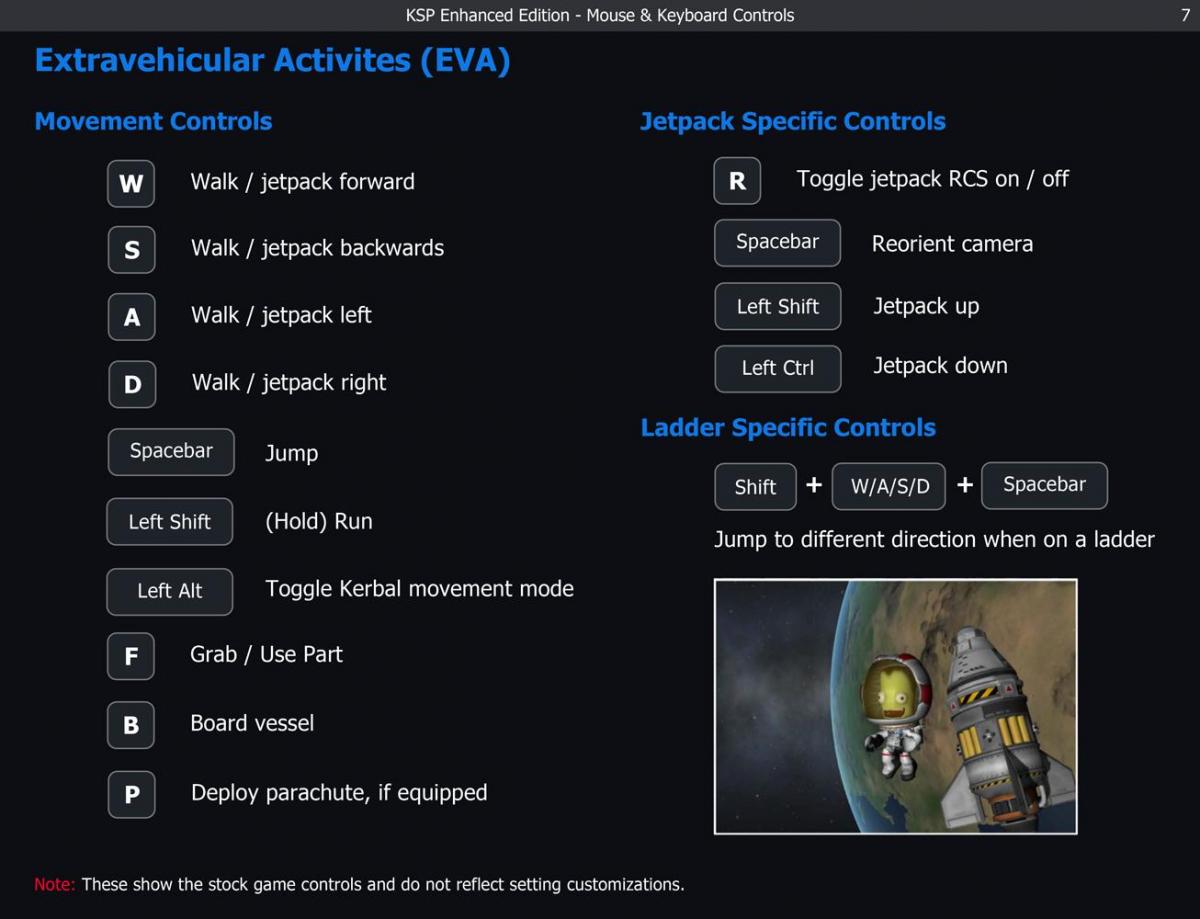 KSP Enhanced Edition - Mouse & Keyboard Controls
7
Extravehicular Activites (EVA)
Movement Controls
W Walk / jetpack forward
S Walk / jetpack backwards
A Walk / jetpack left
D Walk / jetpack right
Spacebar Jump
Left Shift (Hold) Run
Left Alt Toggle Kerbal movement mode
F Grab / Use Part
B Board vessel
P Deploy parachute, if equipped
Jetpack Specific Controls
R Toggle jetpack RCS on / off
Spacebar Reorient camera
Left Shift Jetpack up
Left Ctrl Jetpack down
Ladder Specific Controls
Shift + W/A/S/D + Spacebar
Jump to different direction when on a ladder
Note: These show the stock game controls and do not reflect setting customizations.